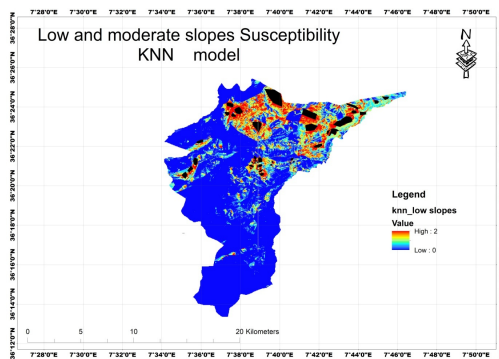 7°28'0"E 7°30'0"E 7°32'0"E 7°34'0"E 7°36'0"E 7°38'0"E 7°40'0"E 7°42'0"E 7°44'0"E 7°46'0"E 7°48'0"E 7°50'0"E
Low and moderate slopes Susceptibility
KNN model
N
36°28'0"N
36°26'0"N
36°24'0"N
36°22'0"N
36°20'0"N
36°18'0"N
36°16'0"N
36°14'0"N
36°12'0"N
Legend
knn_low slopes
Value
High : 2
Low : 0
0 5 10 20 Kilometers
7°28'0"E 7°30'0"E 7°32'0"E 7°34'0"E 7°36'0"E 7°38'0"E 7°40'0"E 7°42'0"E 7°44'0"E 7°46'0"E 7°48'0"E 7°50'0"E